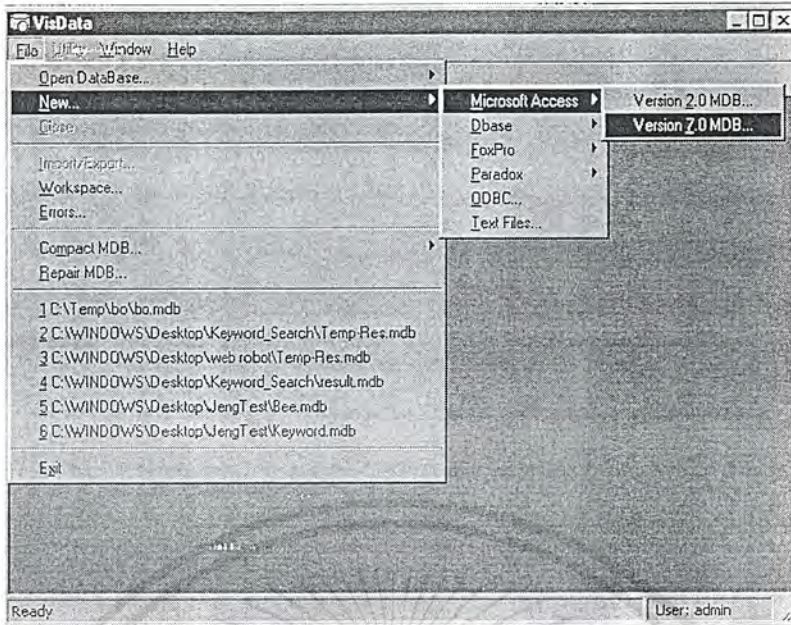 VisData
File Utility Window Help
Open DataBase...
New...
Close
Import/Export...
Workspace...
Errors...
Compact MDB...
Repair MDB...
1 C:\Temp\bo\bo.mdb
2 C:\WINDOWS\Desktop\Keyword_Search\Temp-Res.mdb
3 C:\WINDOWS\Desktop\web robot\Temp-Res.mdb
4 C:\WINDOWS\Desktop\Keyword_Search\result.mdb
5 C:\WINDOWS\Desktop\JengTest\Bee.mdb
6 C:\WINDOWS\Desktop\JengTest\Keyword.mdb
Exit
Microsoft Access
Dbase
FoxPro
Paradox
ODBC...
Text Files...
Version 2.0 MDB...
Version 7.0 MDB...
Ready
User: admin